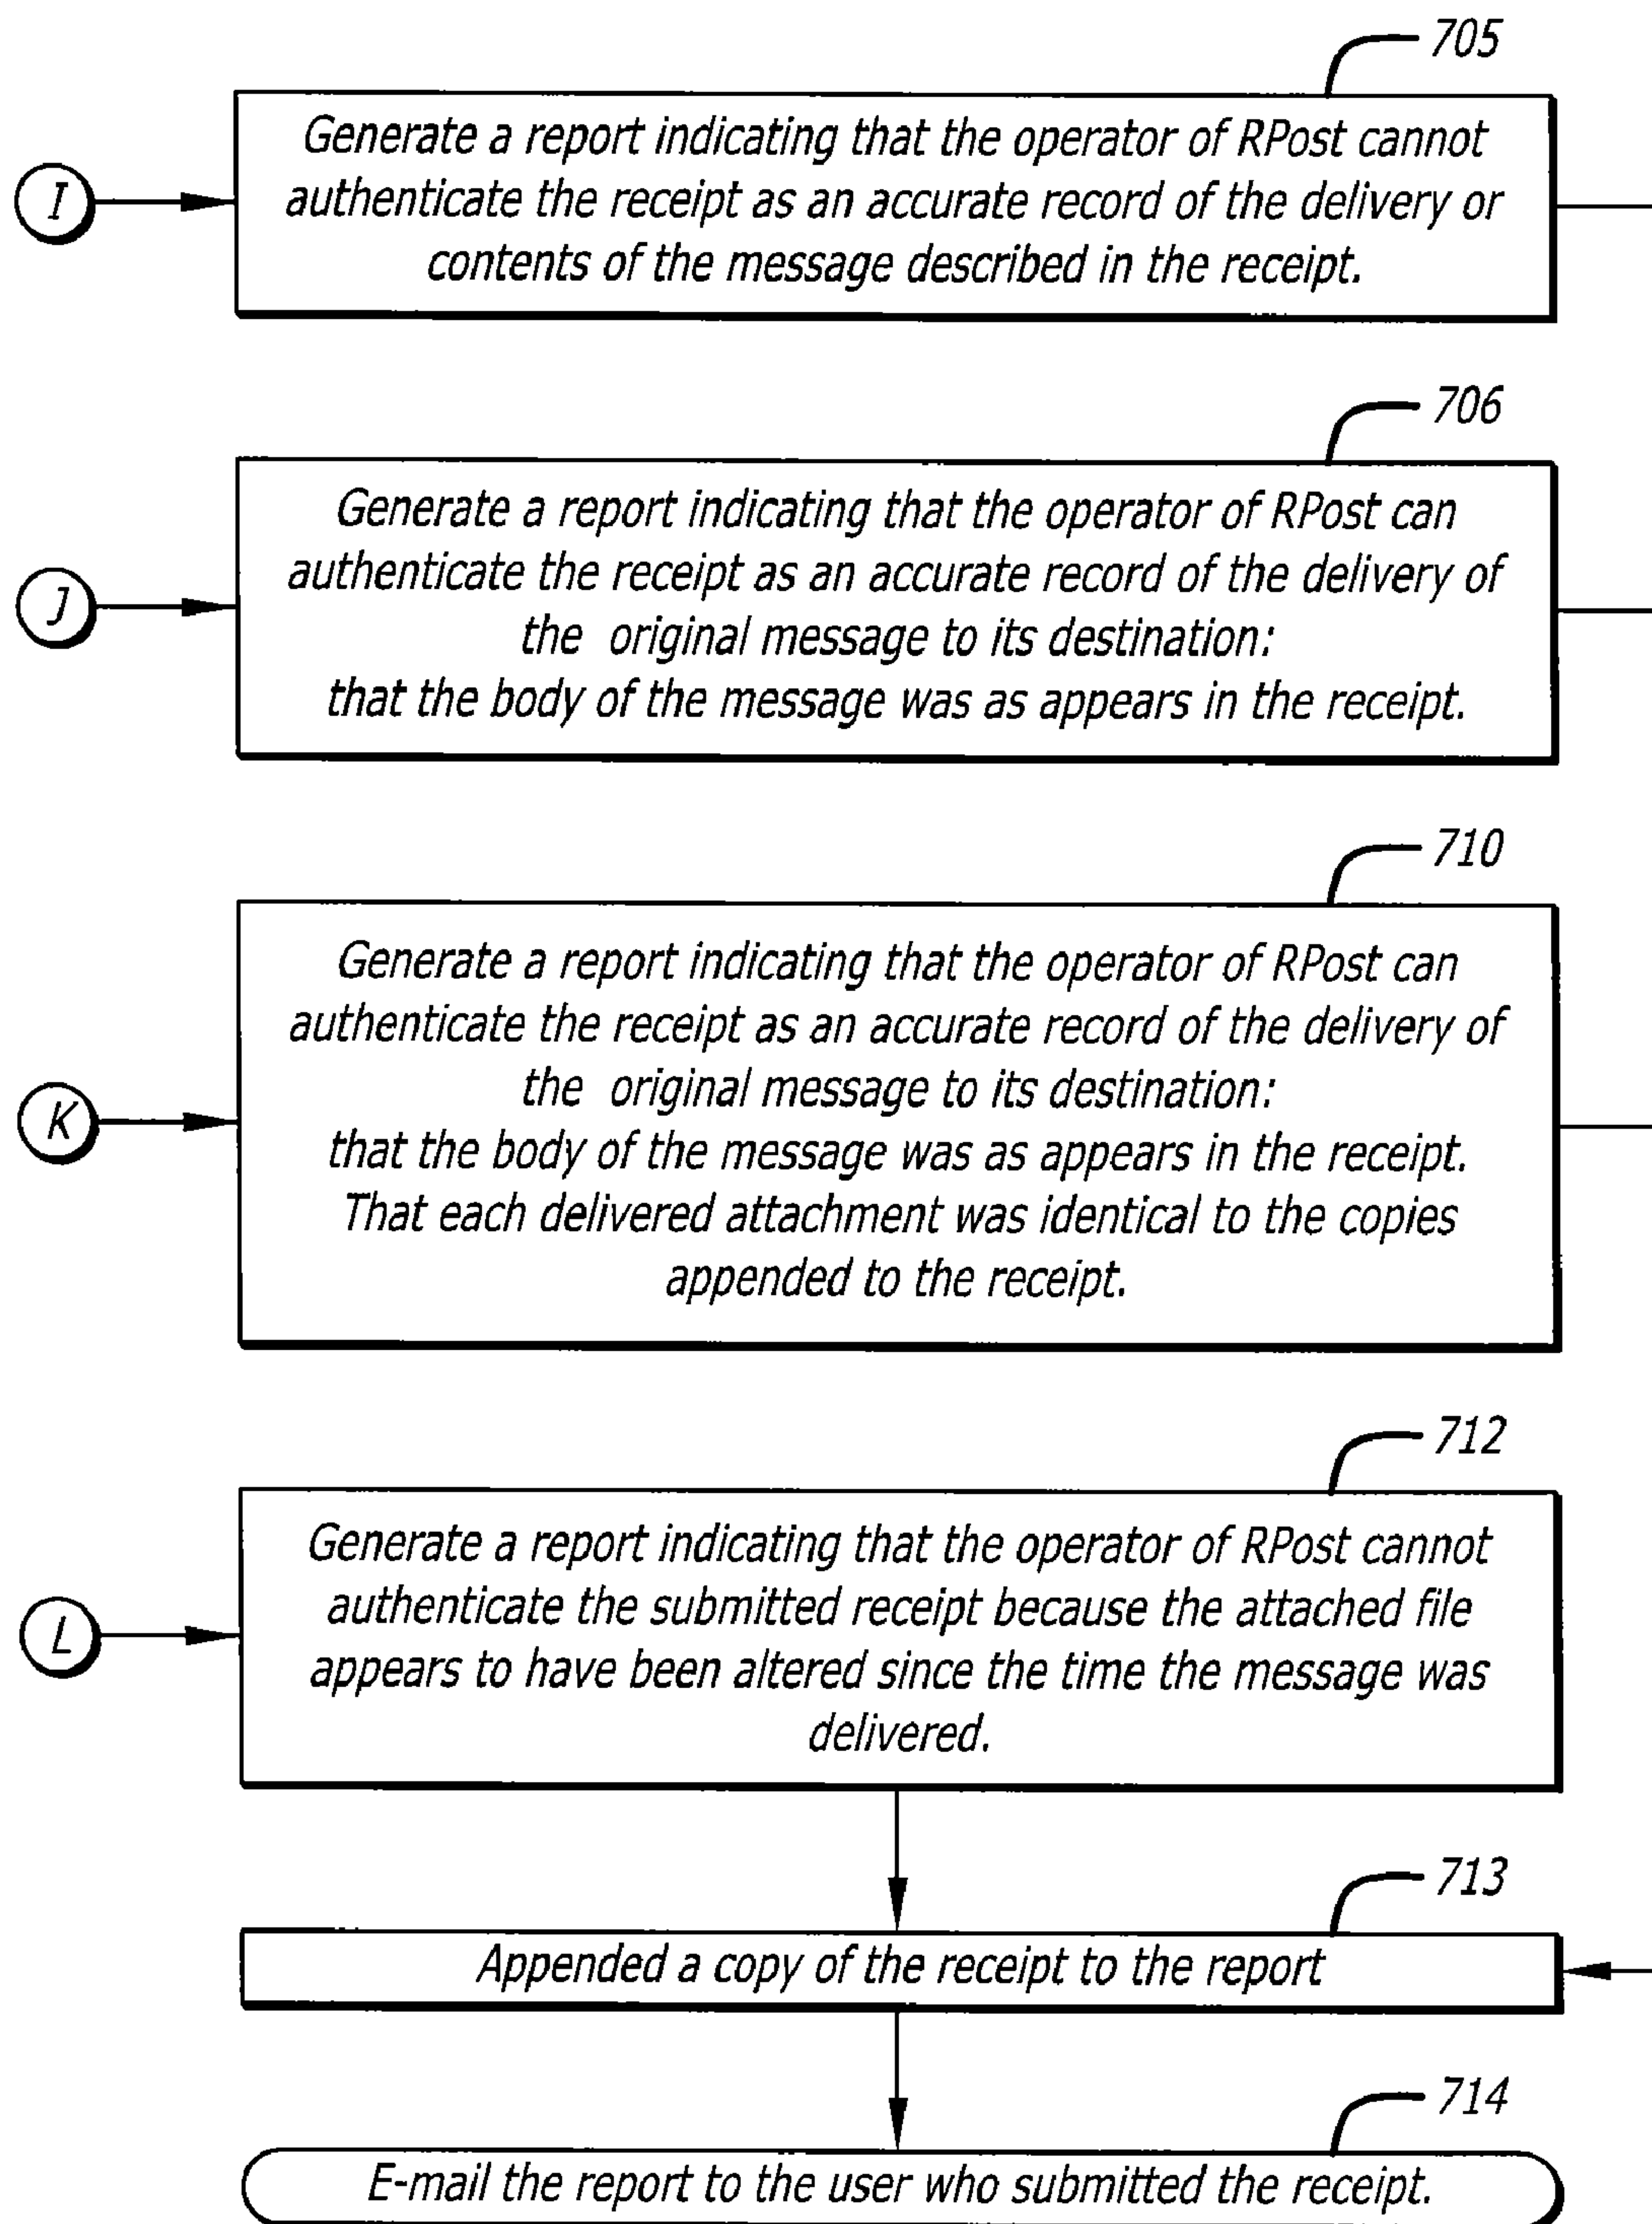 705
Generate a report indicating that the operator of RPost cannot
I
authenticate the receipt as an accurate record of the delivery or
contents of the message described in the receipt.
706
Generate a report indicating that the operator of RPost can
authenticate the receipt as an accurate record of the delivery of
J
the original message to its destination:
that the body of the message was as appears in the receipt.
710
Generate a report indicating that the operator of RPost can
authenticate the receipt as an accurate record of the delivery of
the original message to its destination:
K
that the body of the message was as appears in the receipt.
That each delivered attachment was identical to the copies
appended to the receipt.
712
Generate a report indicating that the operator of RPost cannot
authenticate the submitted receipt because the attached file
L
appears to have been altered since the time the message was
delivered.
713
Appended a copy of the receipt to the report
714
E-mail the report to the user who submitted the receipt.